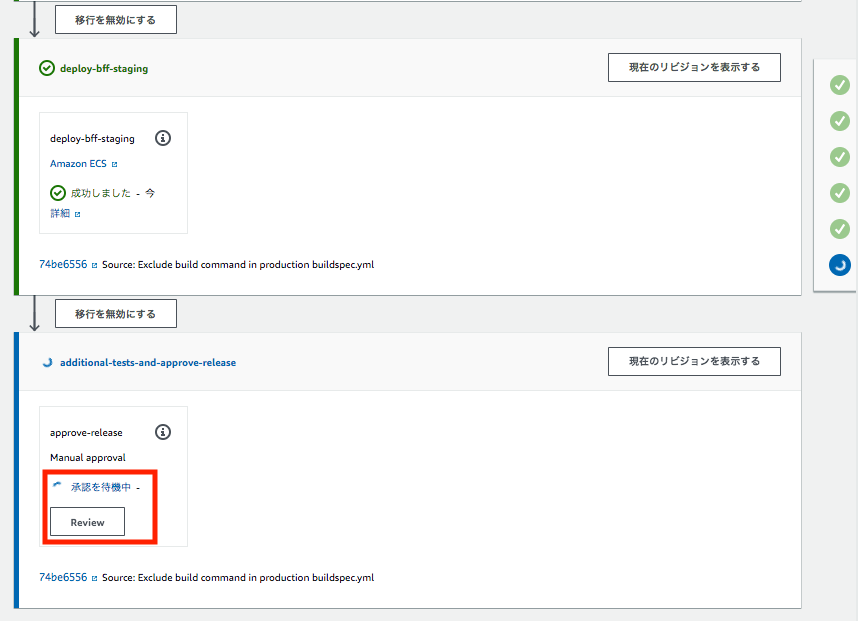 移行を無効にする
deploy-bff-staging
現在のリビジョンを表示する
deploy-bff-staging
Amazon ECS
成功しました - 今
詳細
74be6556 Source: Exclude build command in production buildspec.yml
移行を無効にする
additional-tests-and-approve-release
現在のリビジョンを表示する
approve-release
Manual approval
承認を待機中 -
Review
74be6556 Source: Exclude build command in production buildspec.yml